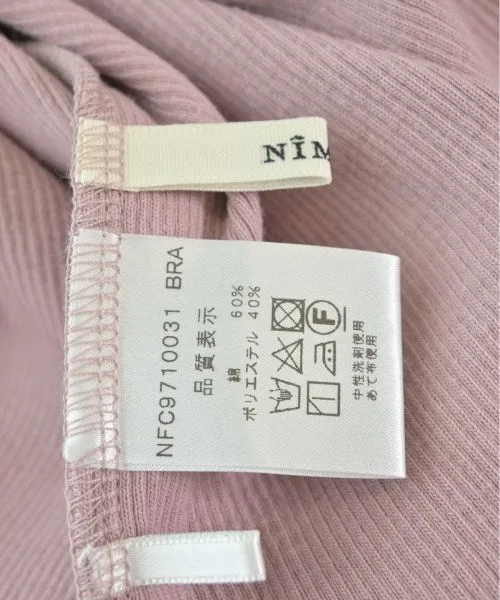 NÎM
NFC9710031 BRA
品質表示
綿 60%
ポリエステル 40%
F
中性洗剤使用
あて布使用